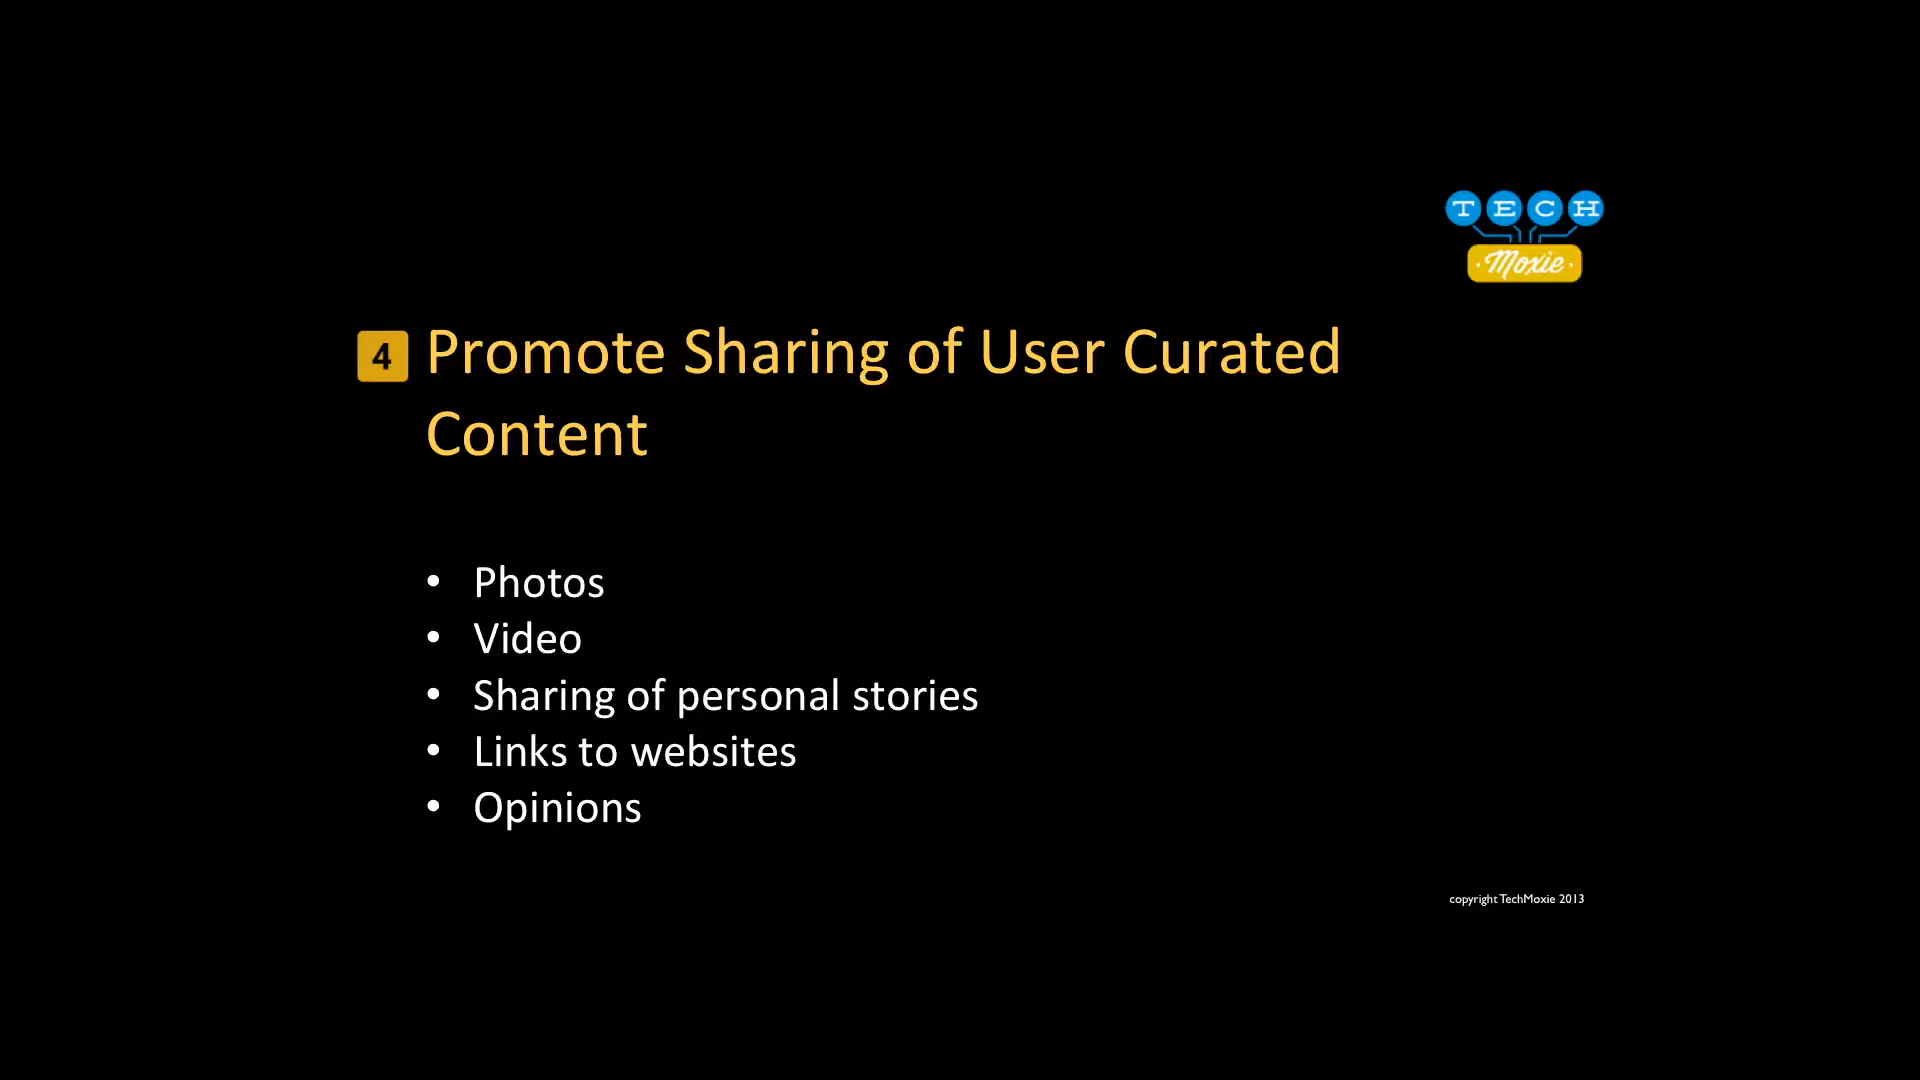 TECH
Moxie
4 Promote Sharing of User Curated
Content
• Photos
• Video
• Sharing of personal stories
• Links to websites
• Opinions
copyright TechMoxie 2013